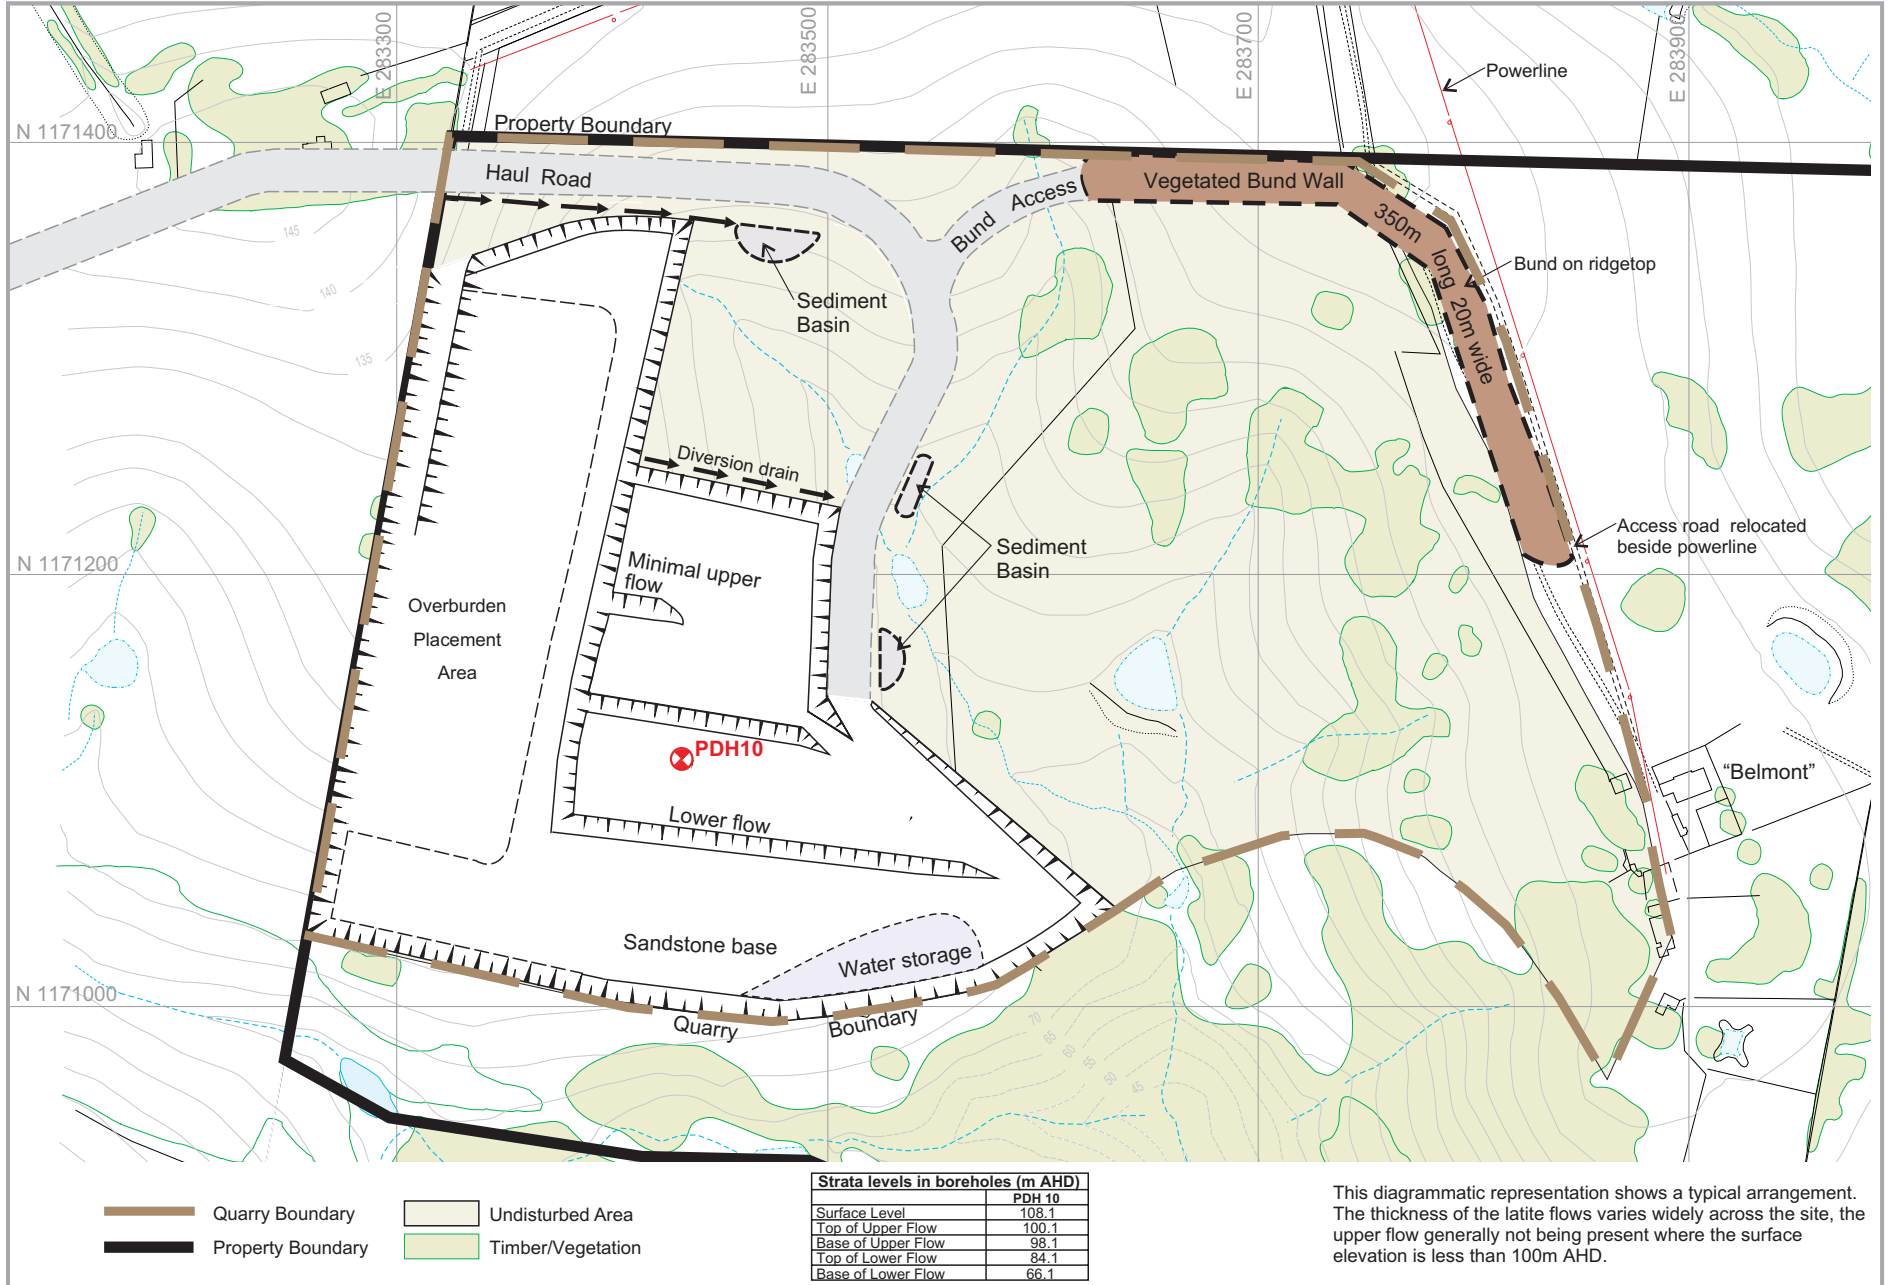 E 283300
E 283500
E 283700
E 283900
Powerline
N 1171400
Property Boundary
Haul Road
Bund Access
Vegetated Bund Wall
350m long 20m wide
145
140
135
Bund on ridgetop
Sediment
Basin
Diversion drain
Access road relocated
beside powerline
N 1171200
Minimal upper
flow
Sediment
Basin
Overburden
Placement
Area
PDH10
"Belmont"
Lower flow
Sandstone base
Water storage
N 1171000
Quarry Boundary
70
65
60
55
50
45
Quarry Boundary
Property Boundary
Undisturbed Area
Timber/Vegetation
Strata levels in boreholes (m AHD)
PDH 10
Surface Level 108.1
Top of Upper Flow 100.1
Base of Upper Flow 98.1
Top of Lower Flow 84.1
Base of Lower Flow 66.1
This diagrammatic representation shows a typical arrangement.
The thickness of the latite flows varies widely across the site, the
upper flow generally not being present where the surface
elevation is less than 100m AHD.